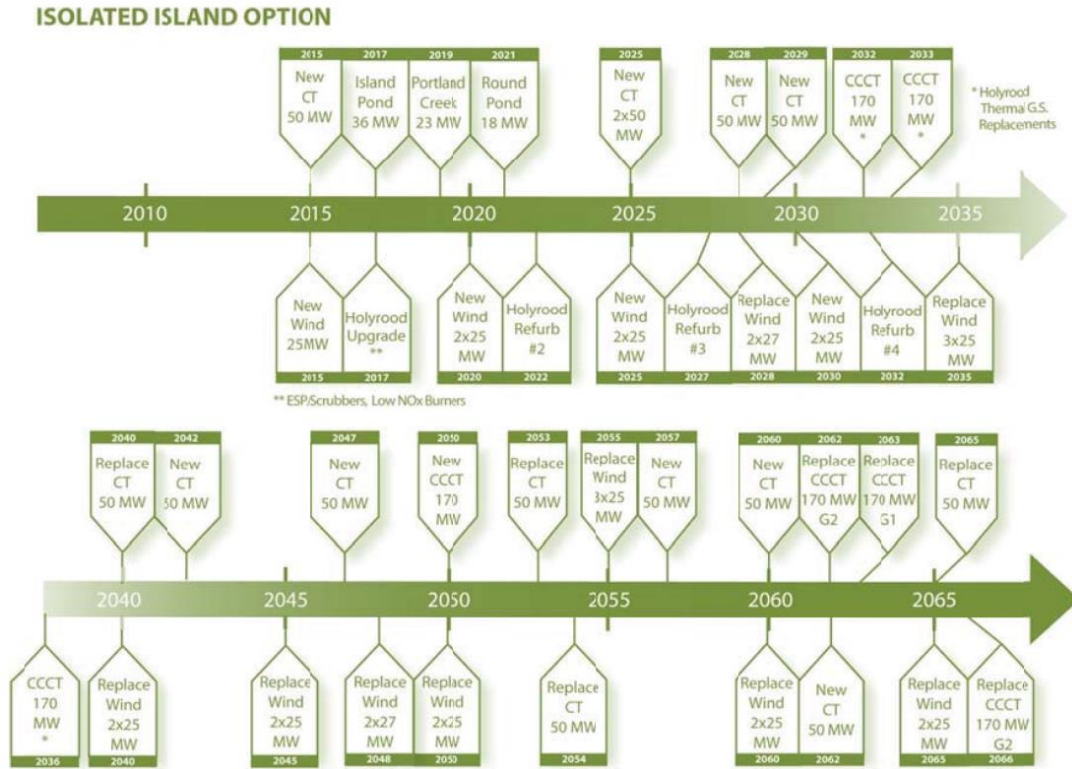 ISOLATED ISLAND OPTION
2015
New
CT
50 MW
2017
Island
Pond
36 MW
2019
Portland
Creek
23 MW
2021
Round
Pond
18 MW
2025
New
CT
2x50
MW
2028
New
CT
50 MW
2029
New
CT
50 MW
2032
CCCT
170
MW
*
2033
CCCT
170
MW
*
* Holyrood
Thermal G.S.
Replacements
2010
2015
2020
2025
2030
2035
New
Wind
25MW
2015
Holyrood
Upgrade
**
2017
New
Wind
2x25
MW
2020
Holyrood
Refurb
#2
2022
New
Wind
2x25
MW
2025
Holyrood
Refurb
#3
2027
Replace
Wind
2x27
MW
2028
New
Wind
2x25
MW
2030
Holyrood
Refurb
#4
2032
Replace
Wind
3x25
MW
2035
** ESP/Scrubbers, Low NOx Burners
2040
Replace
CT
50 MW
2042
New
CT
50 MW
2047
New
CT
50 MW
2050
New
CCCT
170
MW
2053
Replace
CT
50 MW
2055
Replace
Wind
3x25
MW
2057
New
CT
50 MW
2060
New
CT
50 MW
2062
Replace
CCCT
170 MW
G2
2063
Replace
CCCT
170 MW
G1
2065
Replace
CT
50 MW
2040
2045
2050
2055
2060
2065
CCCT
170
MW
*
2036
Replace
Wind
2x25
MW
2040
Replace
Wind
2x25
MW
2045
Replace
Wind
2x27
MW
2048
Replace
Wind
2x25
MW
2050
Replace
CT
50 MW
2054
Replace
Wind
2x25
MW
2060
New
CT
50 MW
2062
Replace
Wind
2x25
MW
2065
Replace
CCCT
170 MW
G2
2066